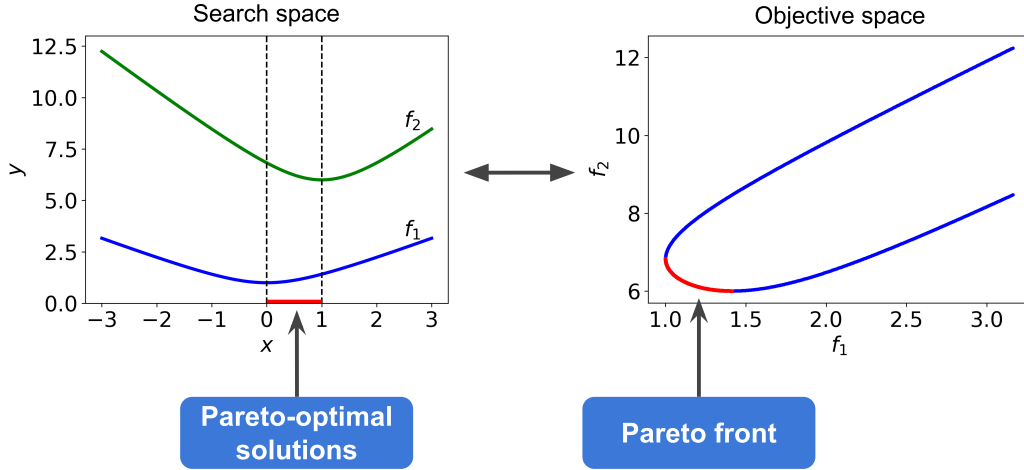 Search space
12.5
10.0
7.5
5.0
2.5
0.0
y
f2
f1
−3 −2 −1 0 1 2 3
x
Pareto-optimal
solutions
Objective space
12
10
8
6
f2
1.0 1.5 2.0 2.5 3.0
f1
Pareto front